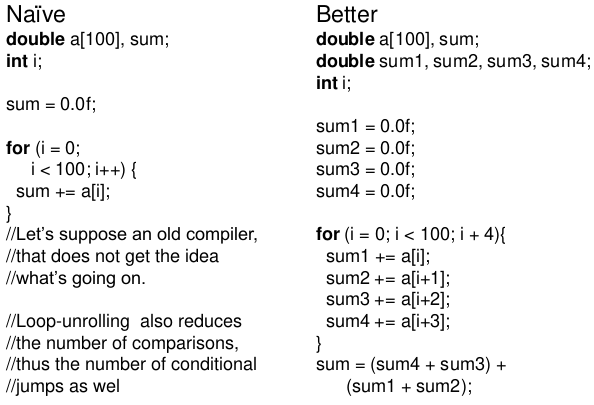 Naïve
double a[100], sum;
int i;
sum = 0.0f;
for (i = 0;
i < 100; i++) {
sum += a[i];
}
//Let's suppose an old compiler,
//that does not get the idea
//what's going on.
//Loop-unrolling also reduces
//the number of comparisons,
//thus the number of conditional
//jumps as wel
Better
double a[100], sum;
double sum1, sum2, sum3, sum4;
int i;
sum1 = 0.0f;
sum2 = 0.0f;
sum3 = 0.0f;
sum4 = 0.0f;
for (i = 0; i < 100; i + 4){
sum1 += a[i];
sum2 += a[i+1];
sum3 += a[i+2];
sum4 += a[i+3];
}
sum = (sum4 + sum3) +
(sum1 + sum2);